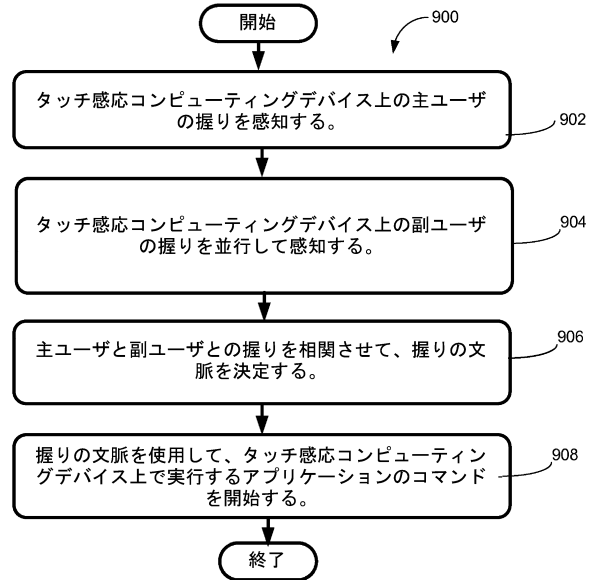 開始
900
タッチ感応コンピューティングデバイス上の主ユーザ
の握りを感知する。
902
タッチ感応コンピューティングデバイス上の副ユーザ
の握りを並行して感知する。
904
主ユーザと副ユーザとの握りを相関させて、握りの文
脈を決定する。
906
握りの文脈を使用して、タッチ感応コンピューティン
グデバイス上で実行するアプリケーションのコマンド
を開始する。
908
終了